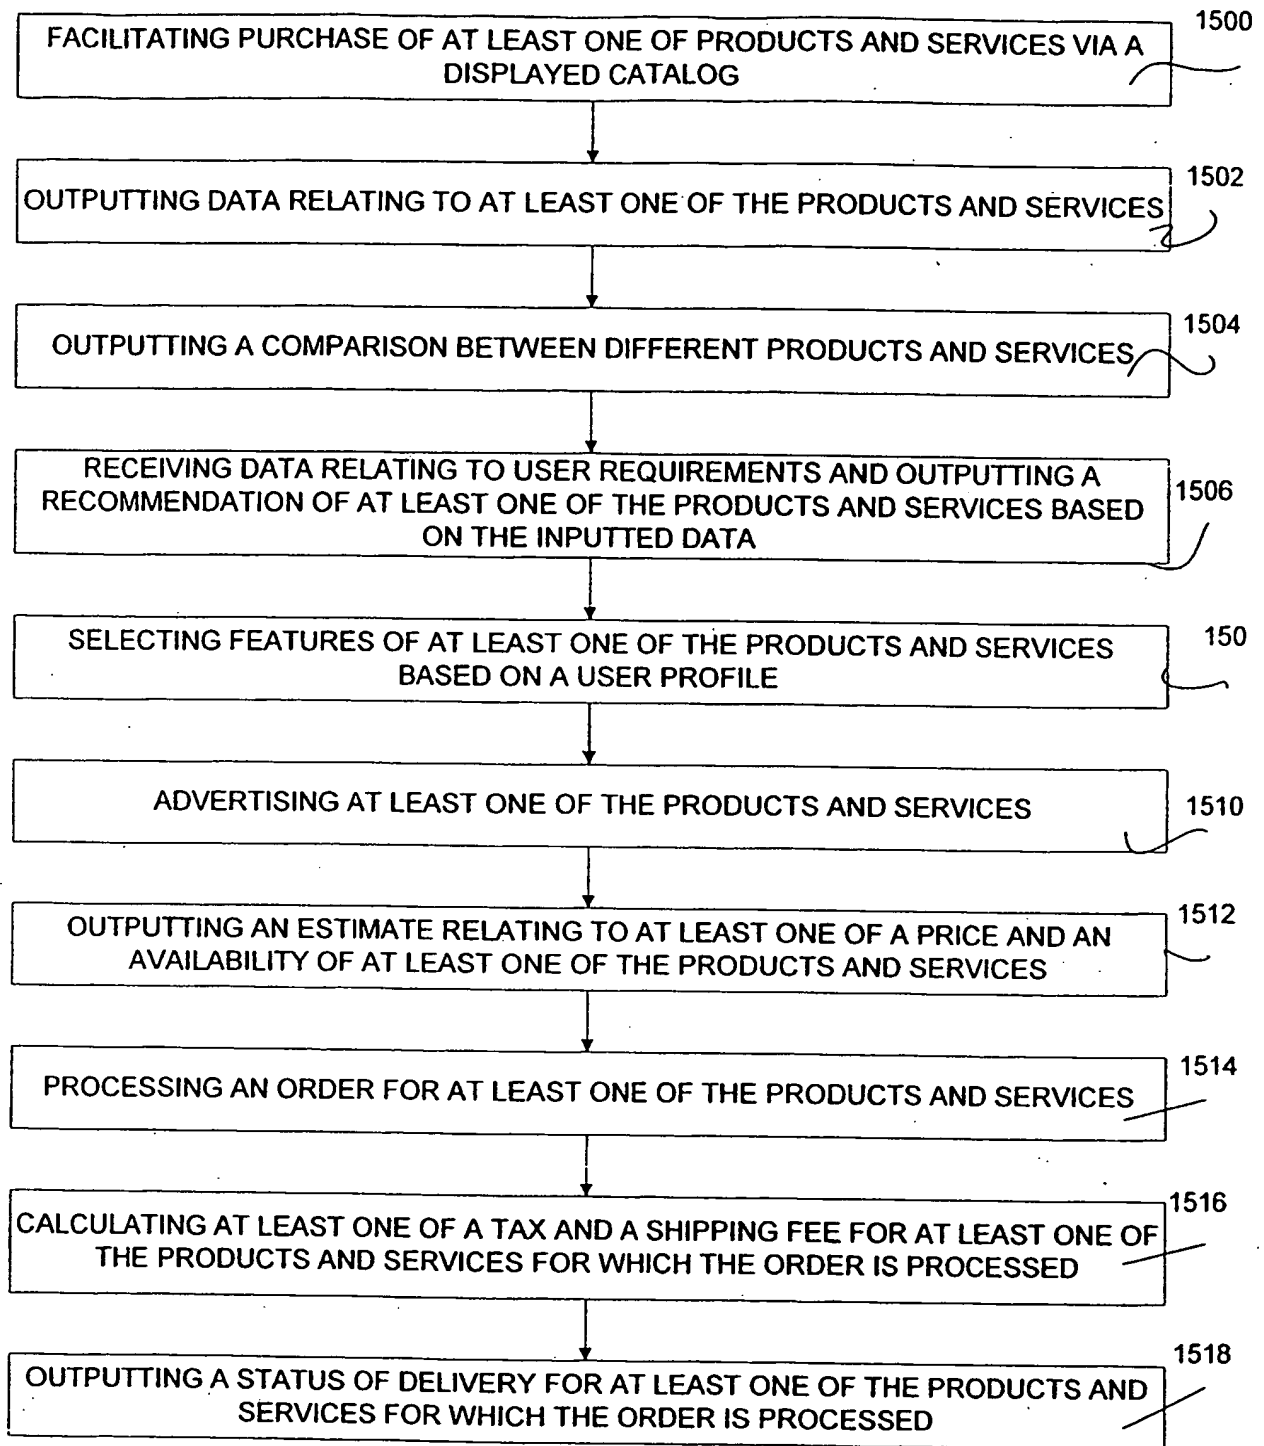 1500
FACILITATING PURCHASE OF AT LEAST ONE OF PRODUCTS AND SERVICES VIA A
DISPLAYED CATALOG
1502
OUTPUTTING DATA RELATING TO AT LEAST ONE OF THE PRODUCTS AND SERVICES
1504
OUTPUTTING A COMPARISON BETWEEN DIFFERENT PRODUCTS AND SERVICES
1506
RECEIVING DATA RELATING TO USER REQUIREMENTS AND OUTPUTTING A
RECOMMENDATION OF AT LEAST ONE OF THE PRODUCTS AND SERVICES BASED
ON THE INPUTTED DATA
150
SELECTING FEATURES OF AT LEAST ONE OF THE PRODUCTS AND SERVICES
BASED ON A USER PROFILE
1510
ADVERTISING AT LEAST ONE OF THE PRODUCTS AND SERVICES
1512
OUTPUTTING AN ESTIMATE RELATING TO AT LEAST ONE OF A PRICE AND AN
AVAILABILITY OF AT LEAST ONE OF THE PRODUCTS AND SERVICES
1514
PROCESSING AN ORDER FOR AT LEAST ONE OF THE PRODUCTS AND SERVICES
1516
CALCULATING AT LEAST ONE OF A TAX AND A SHIPPING FEE FOR AT LEAST ONE OF
THE PRODUCTS AND SERVICES FOR WHICH THE ORDER IS PROCESSED
1518
OUTPUTTING A STATUS OF DELIVERY FOR AT LEAST ONE OF THE PRODUCTS AND
SERVICES FOR WHICH THE ORDER IS PROCESSED